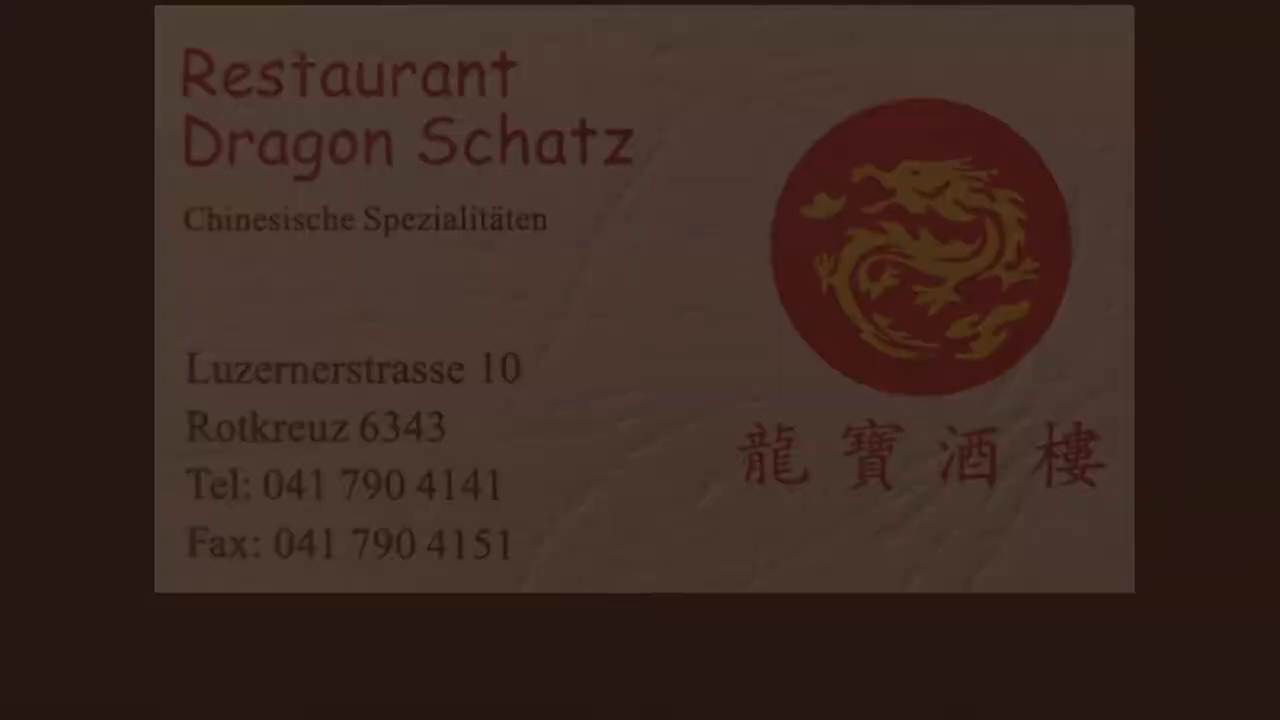 Restaurant
Dragon Schatz
Chinesische Spezialitäten
Luzernerstrasse 10
Rotkreuz 6343
Tel: 041 790 4141
Fax: 041 790 4151
龍寶酒樓